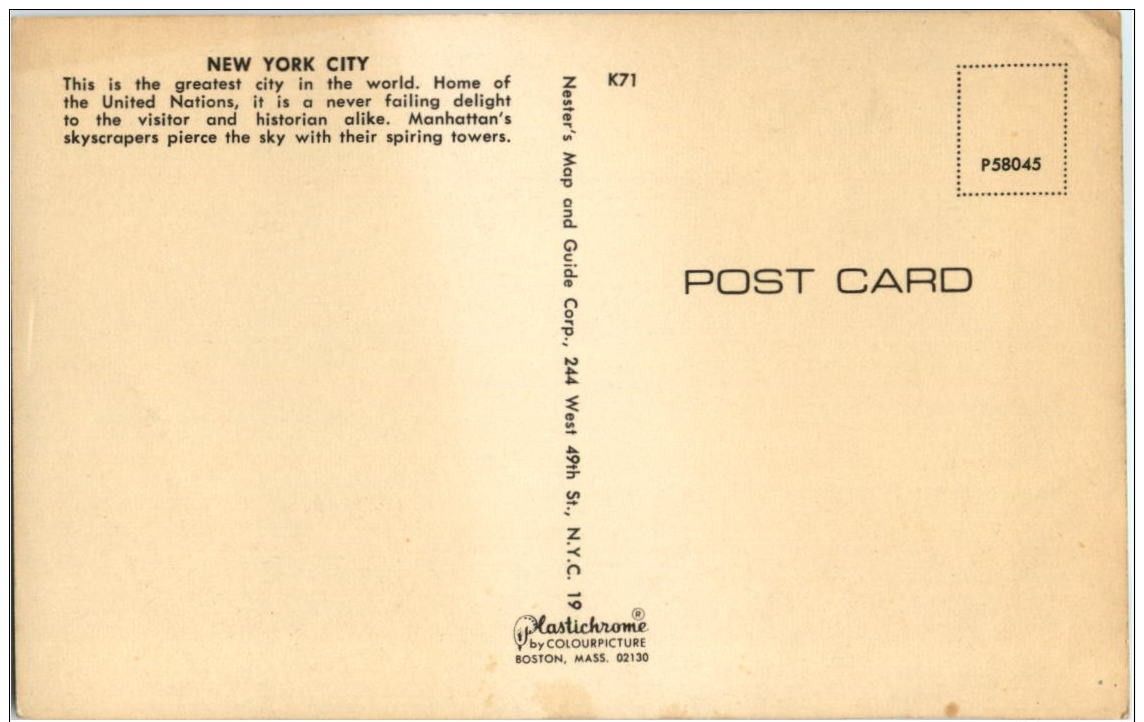 NEW YORK CITY
This is the greatest city in the world. Home of
the United Nations, it is a never failing delight
to the visitor and historian alike. Manhattan's
skyscrapers pierce the sky with their spiring towers.
Nester's Map and Guide Corp., 244 West 49th St., N.Y.C. 19
K71
P58045
POST CARD
Plastichrome ®
by COLOURPICTURE
BOSTON, MASS. 02130